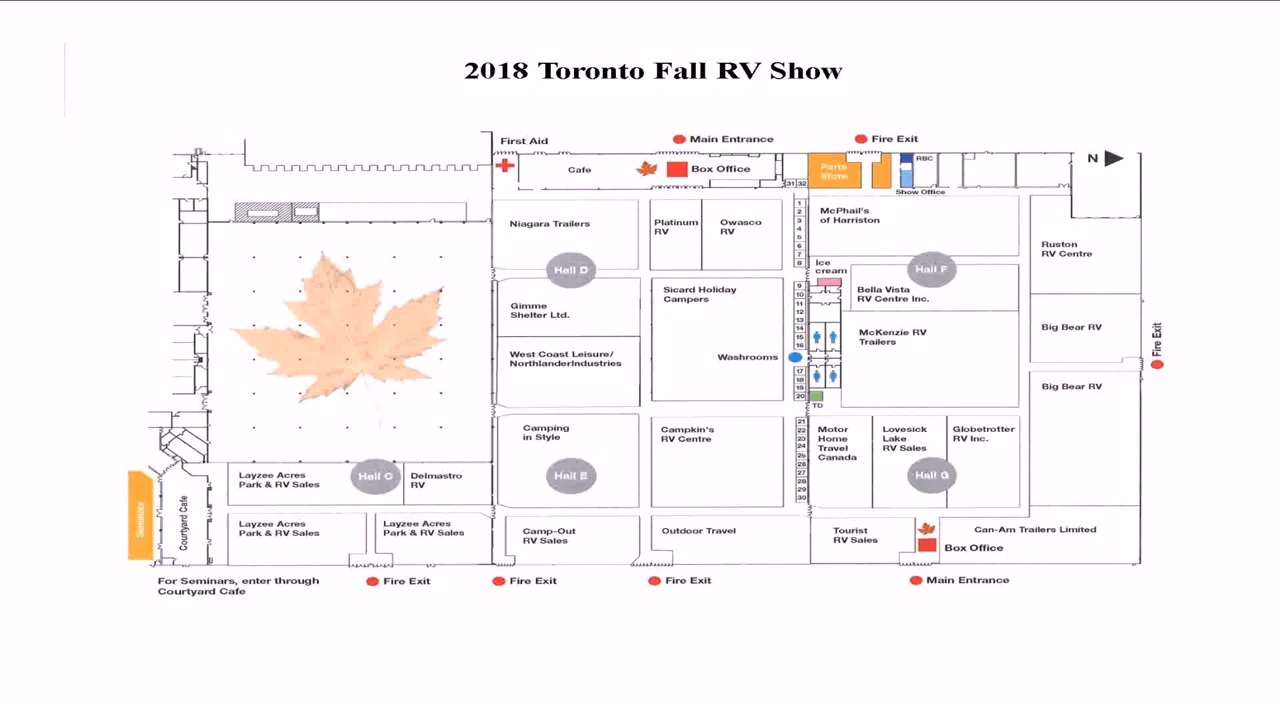 2018 Toronto Fall RV Show
First Aid
Main Entrance
Fire Exit
Cafe
Box Office
Parts
Store
RBC
N
31 32
Show Office
Niagara Trailers
Platinum
RV
Owasco
RV
1
2
3
4
5
6
7
8
McPhail's
of Harriston
Ruston
RV Centre
Hall D
Ice
cream
Hall F
Gimme
Shelter Ltd.
Sicard Holiday
Campers
9
10
11
12
13
14
15
16
Bella Vista
RV Centre Inc.
Big Bear RV
Fire Exit
McKenzie RV
Trailers
West Coast Leisure/
NorthlanderIndustries
Washrooms
17
18
19
20
TD
Big Bear RV
Camping
in Style
Campkin's
RV Centre
21
22
23
24
25
26
27
28
29
30
Motor
Home
Travel
Canada
Lovesick
Lake
RV Sales
Globetrotter
RV Inc.
Layzee Acres
Park & RV Sales
Hall C
Delmastro
RV
Hall E
Hall G
Seminars
Courtyard Cafe
Layzee Acres
Park & RV Sales
Layzee Acres
Park & RV Sales
Camp-Out
RV Sales
Outdoor Travel
Tourist
RV Sales
Can-Am Trailers Limited
Box Office
For Seminars, enter through
Courtyard Cafe
Fire Exit
Fire Exit
Fire Exit
Main Entrance